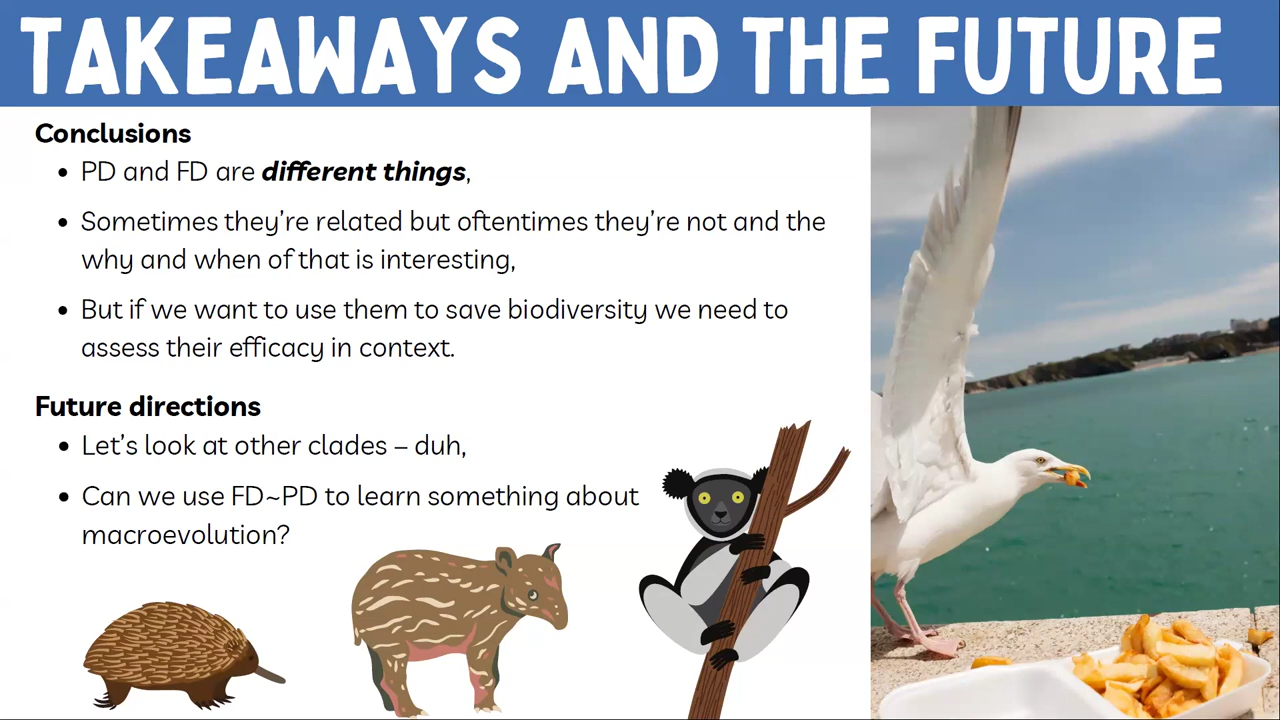 TAKEAWAYS AND THE FUTURE
Conclusions
• PD and FD are different things,
• Sometimes they're related but oftentimes they're not and the
why and when of that is interesting,
• But if we want to use them to save biodiversity we need to
assess their efficacy in context.
Future directions
• Let's look at other clades – duh,
• Can we use FD~PD to learn something about
macroevolution?